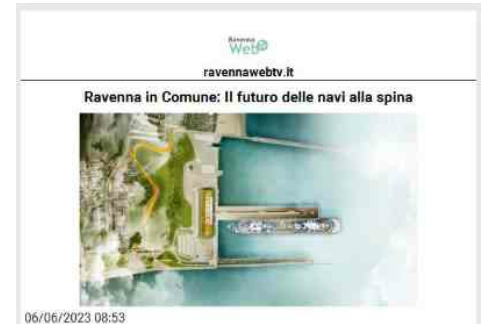 Ravenna
Web
ravennawebtv.it
Ravenna in Comune: Il futuro delle navi alla spina
06/06/2023 08:53